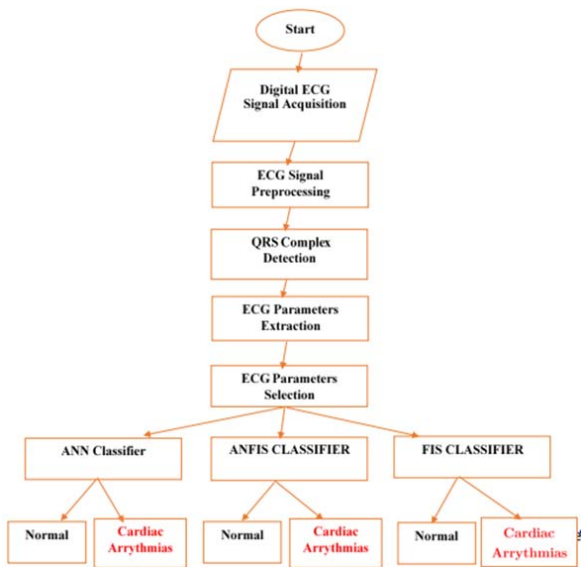 Start
Digital ECG
Signal Acquisition
ECG Signal
Preprocessing
QRS Complex
Detection
ECG Parameters
Extraction
ECG Parameters
Selection
ANN Classifier
ANFIS CLASSIFIER
FIS CLASSIFIER
Normal
Cardiac
Arrythmias
Normal
Cardiac
Arrythmias
Normal
Cardiac
Arrythmias